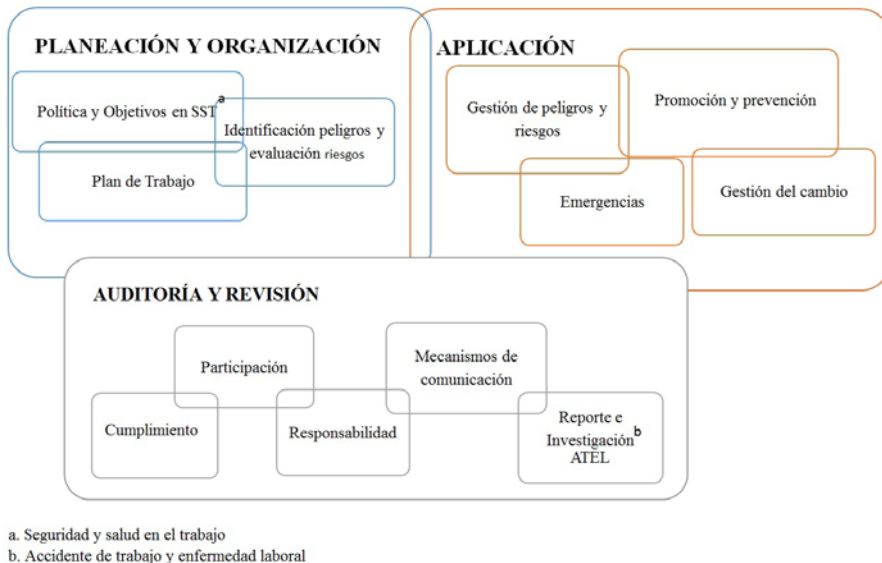 PLANEACIÓN Y ORGANIZACIÓN
Política y Objetivos en SST a
Identificación peligros y
evaluación riesgos
Plan de Trabajo
APLICACIÓN
Gestión de peligros y
riesgos
Promoción y prevención
Emergencias
Gestión del cambio
AUDITORÍA Y REVISIÓN
Participación
Mecanismos de
comunicación
Cumplimiento
Responsabilidad
Reporte e
Investigación b
ATEL
a. Seguridad y salud en el trabajo
b. Accidente de trabajo y enfermedad laboral